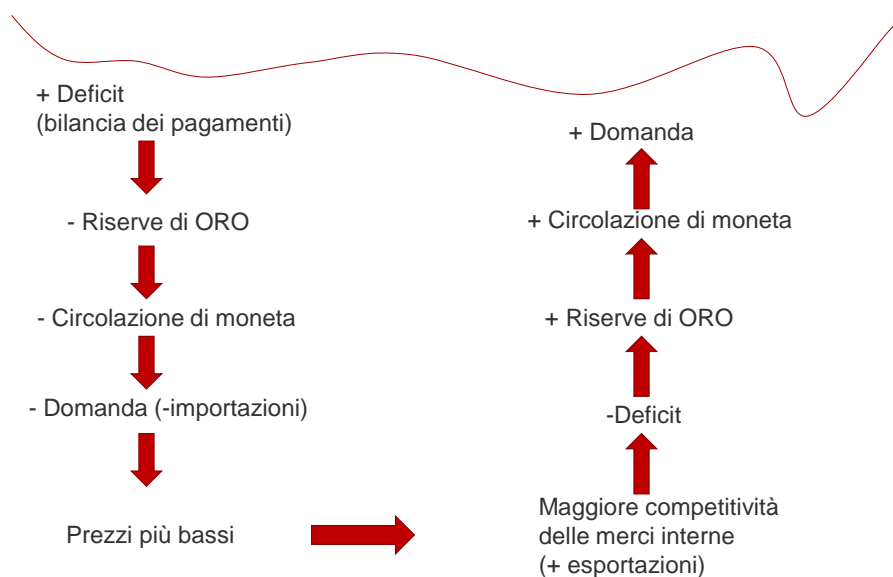 + Deficit
(bilancia dei pagamenti)
- Riserve di ORO
- Circolazione di moneta
- Domanda (-importazioni)
Prezzi più bassi
Maggiore competitività
delle merci interne
(+ esportazioni)
-Deficit
+ Riserve di ORO
+ Circolazione di moneta
+ Domanda